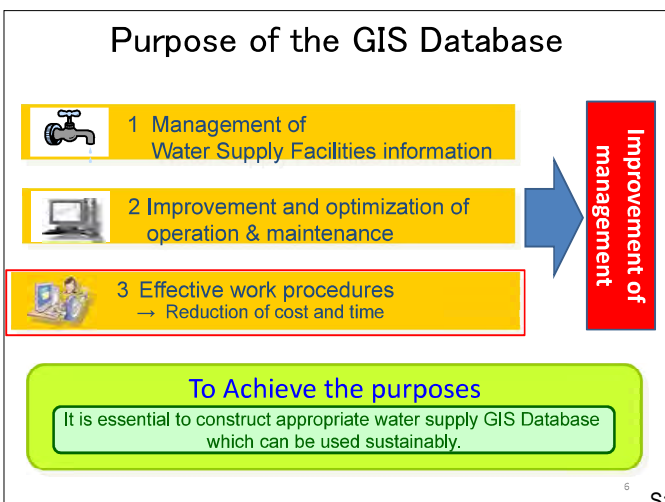 Purpose of the GIS Database
1 Management of
Water Supply Facilities information
2 Improvement and optimization of
operation & maintenance
3 Effective work procedures
→ Reduction of cost and time
Improvement of
management
To Achieve the purposes
It is essential to construct appropriate water supply GIS Database
which can be used sustainably.
6